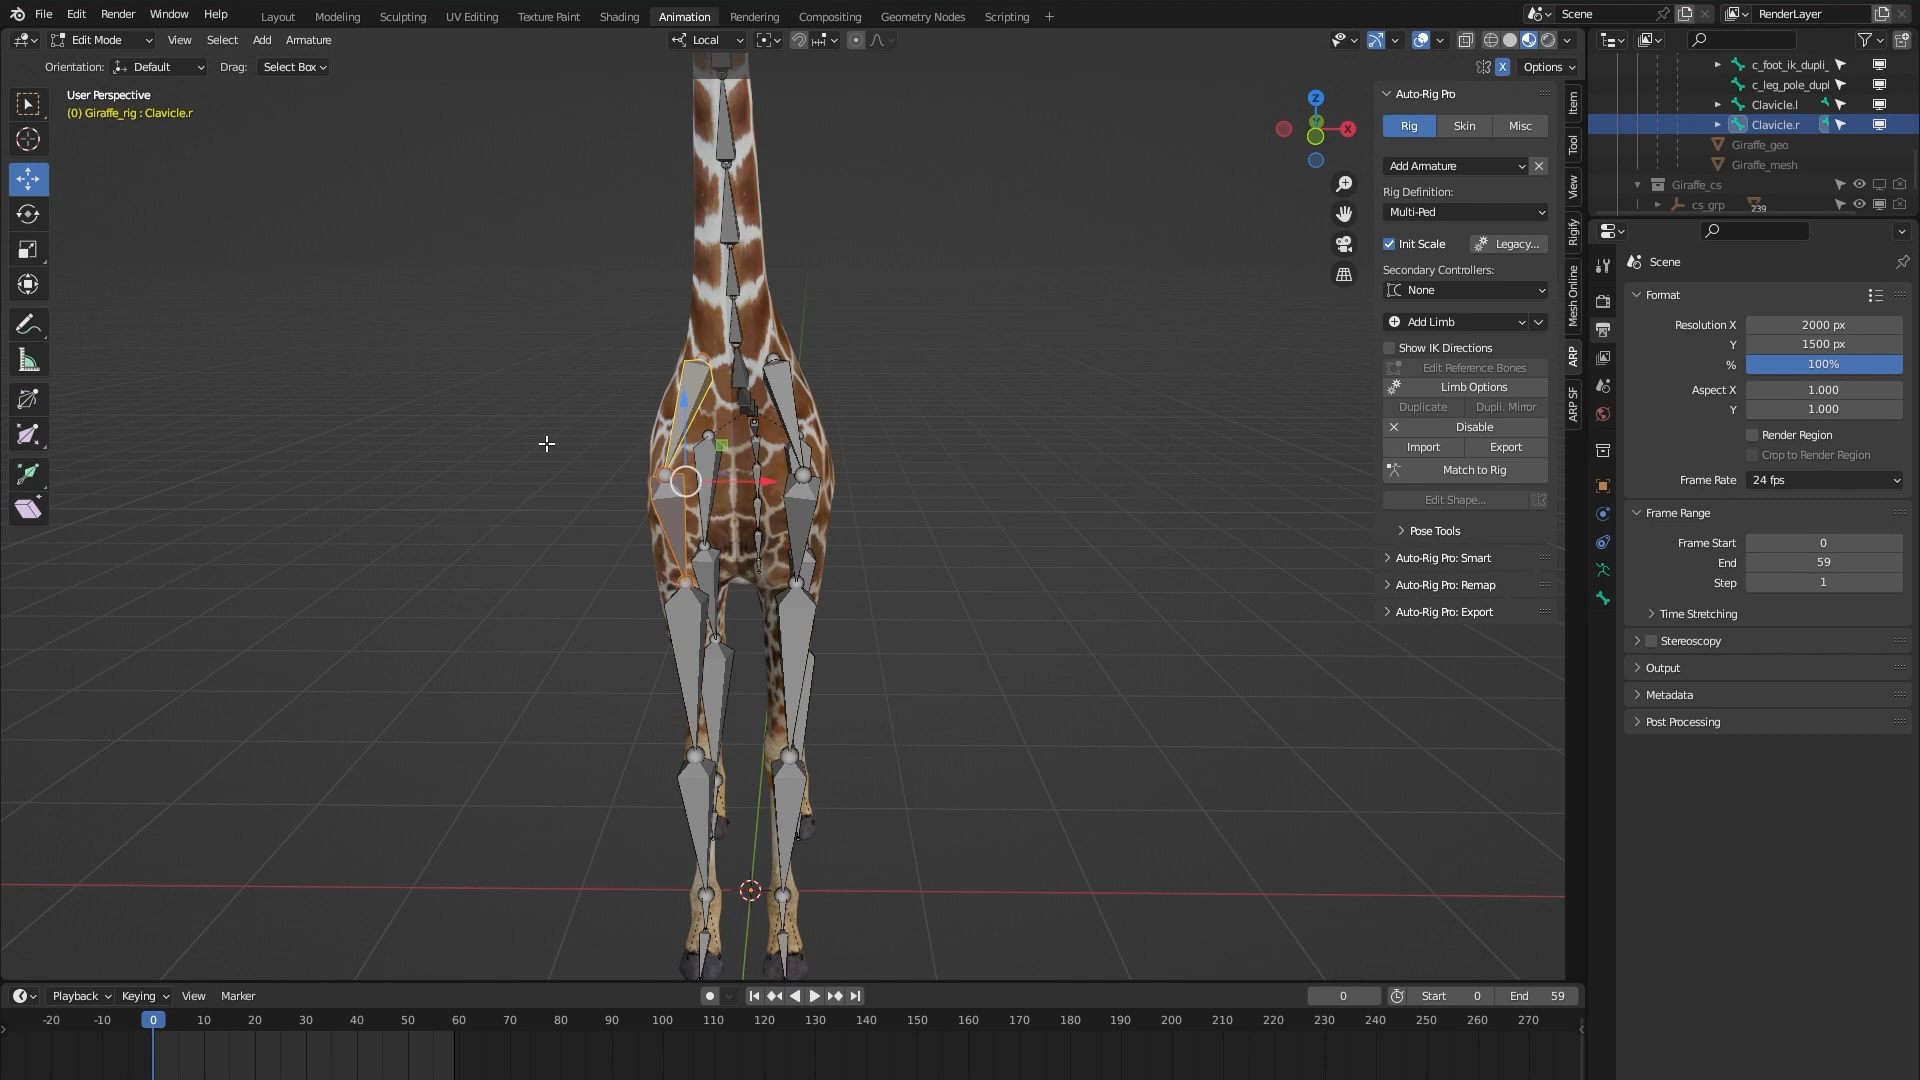 File Edit Render Window Help Layout Modeling Sculpting UV Editing Texture Paint Shading Animation Rendering Compositing Geometry Nodes Scripting + Scene RenderLayer
Edit Mode View Select Add Armature Local
Orientation: Default Drag: Select Box X Options
User Perspective
(0) Giraffe_rig : Clavicle.r
Z
X
Auto-Rig Pro
Rig Skin Misc
Add Armature
Rig Definition:
Multi-Ped
Init Scale Legacy...
Secondary Controllers:
None
Add Limb
Show IK Directions
Edit Reference Bones
Limb Options
Duplicate Dupli. Mirror
Disable
Import Export
Match to Rig
Edit Shape...
Pose Tools
Auto-Rig Pro: Smart
Auto-Rig Pro: Remap
Auto-Rig Pro: Export
Item
Tool
View
Rigify
Mesh Online
ARP
ARP SF
c_foot_ik_dupli_
c_leg_pole_dupl
Clavicle.l
Clavicle.r
Giraffe_geo
Giraffe_mesh
Giraffe_cs
cs_grp 239
Scene
Format
Resolution X 2000 px
Y 1500 px
% 100%
Aspect X 1.000
Y 1.000
Render Region
Crop to Render Region
Frame Rate 24 fps
Frame Range
Frame Start 0
End 59
Step 1
Time Stretching
Stereoscopy
Output
Metadata
Post Processing
Playback Keying View Marker 0 Start 0 End 59
-20 -10 0 10 20 30 40 50 60 70 80 90 100 110 120 130 140 150 160 170 180 190 200 210 220 230 240 250 260 270